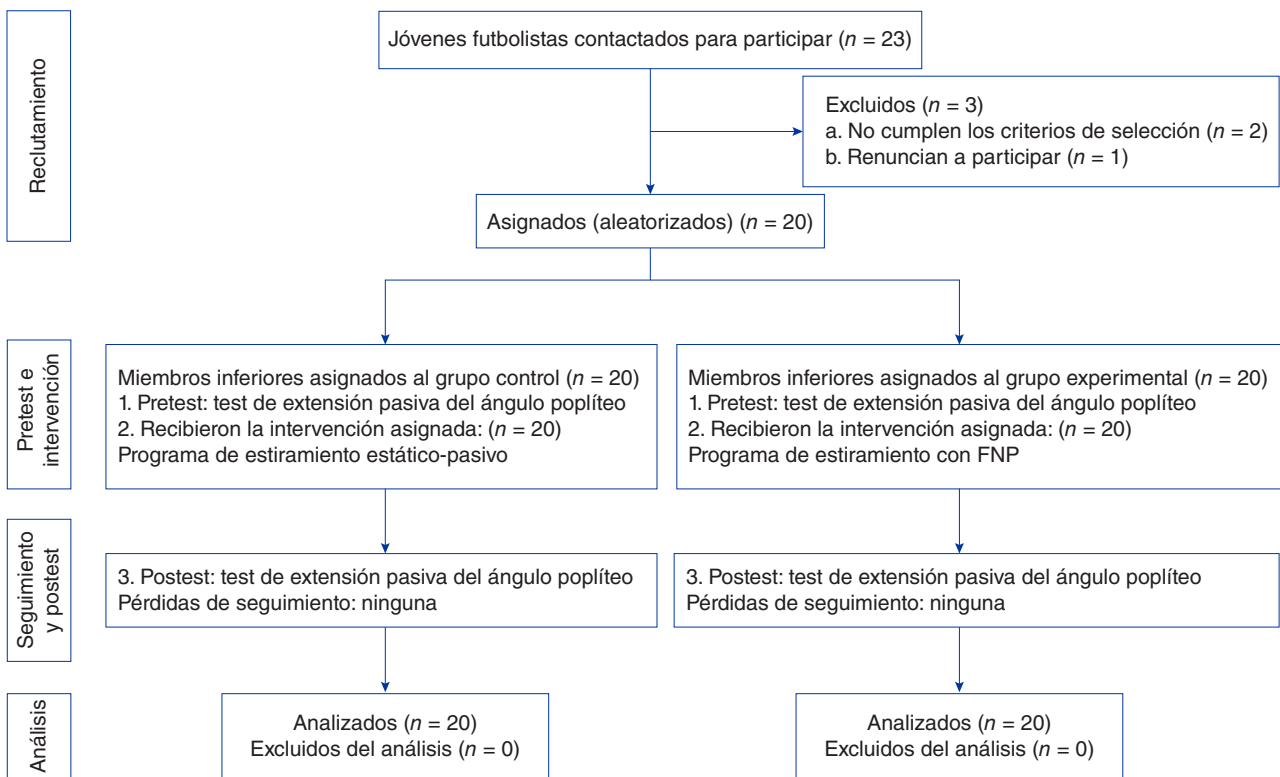 Reclutamiento
Jóvenes futbolistas contactados para participar (n = 23)
Excluidos (n = 3)
a. No cumplen los criterios de selección (n = 2)
b. Renuncian a participar (n = 1)
Asignados (aleatorizados) (n = 20)
Pretest e
intervención
Miembros inferiores asignados al grupo control (n = 20)
1. Pretest: test de extensión pasiva del ángulo poplíteo
2. Recibieron la intervención asignada: (n = 20)
Programa de estiramiento estático-pasivo
Miembros inferiores asignados al grupo experimental (n = 20)
1. Pretest: test de extensión pasiva del ángulo poplíteo
2. Recibieron la intervención asignada: (n = 20)
Programa de estiramiento con FNP
Seguimiento
y postest
3. Postest: test de extensión pasiva del ángulo poplíteo
Pérdidas de seguimiento: ninguna
3. Postest: test de extensión pasiva del ángulo poplíteo
Pérdidas de seguimiento: ninguna
Análisis
Analizados (n = 20)
Excluidos del análisis (n = 0)
Analizados (n = 20)
Excluidos del análisis (n = 0)